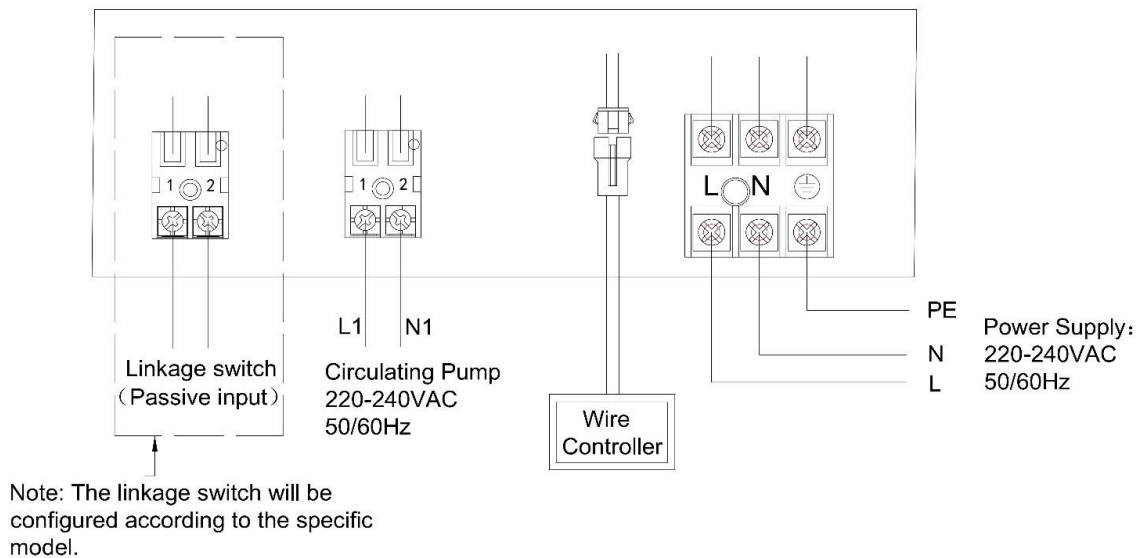 1 2
1 2
L N
L1 N1
PE
N
L
Power Supply：
220-240VAC
50/60Hz
Linkage switch
（Passive input）
Circulating Pump
220-240VAC
50/60Hz
Wire
Controller
Note: The linkage switch will be
configured according to the specific
model.